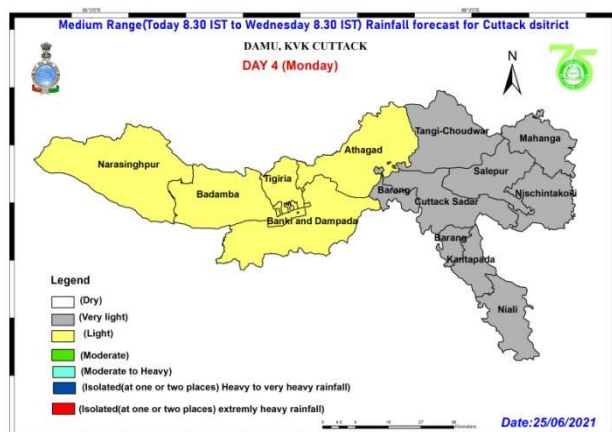 Medium Range(Today 8.30 IST to Wednesday 8.30 IST) Rainfall forecast for Cuttack dsitrict
DAMU, KVK CUTTACK
DAY 4 (Monday)
N
75
Tangi-Choudwar
Mahanga
Athagad
Narasinghpur
Salepur
Tigiria
Badamba
Barang
Nischintakoili
Cuttack Sadar
Banki and Dampada
Barang
Kantapada
Niali
Legend
(Dry)
(Very light)
(Light)
(Moderate)
(Moderate to Heavy)
(Isolated(at one or two places) Heavy to very heavy rainfall)
(Isolated(at one or two places) extremly heavy rainfall)
Date:25/06/2021